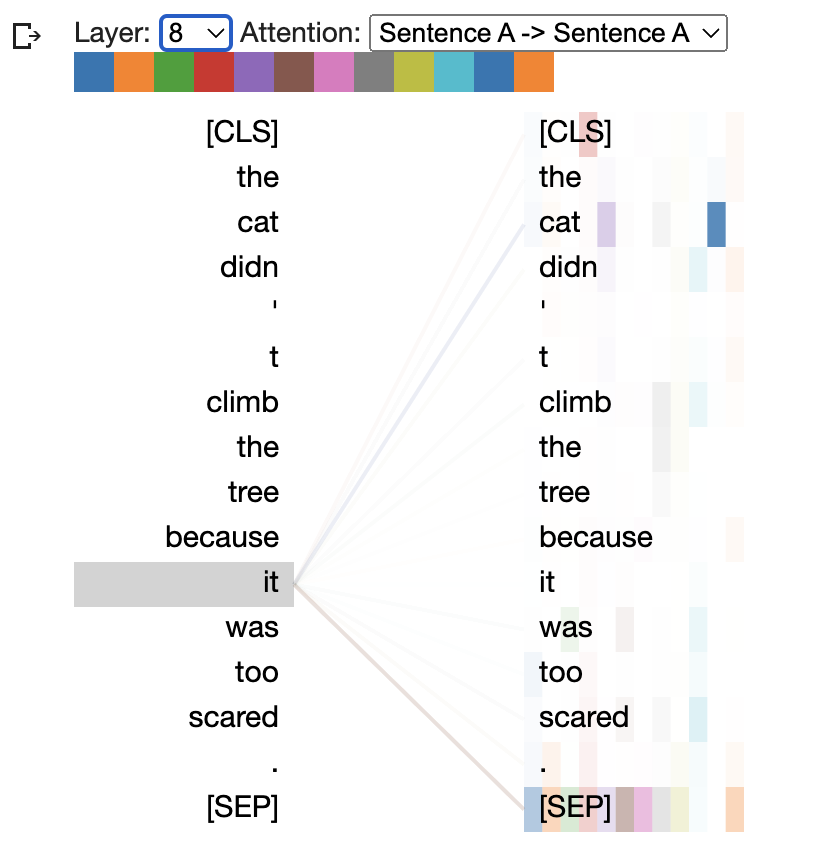 Layer: 8 Attention: Sentence A -> Sentence A
[CLS] [CLS]
the the
cat cat
didn didn
' '
t t
climb climb
the the
tree tree
because because
it it
was was
too too
scared scared
. .
[SEP] [SEP]